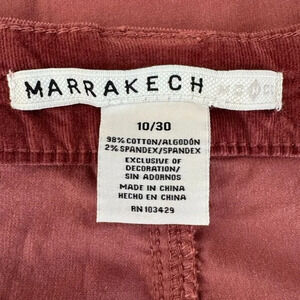 MARRAKECH
10/30
98% COTTON/ALGODÓN
2% SPANDEX/SPANDEX
EXCLUSIVE OF
DECORATION/
SIN ADORNOS
MADE IN CHINA
HECHO EN CHINA
RN 103429